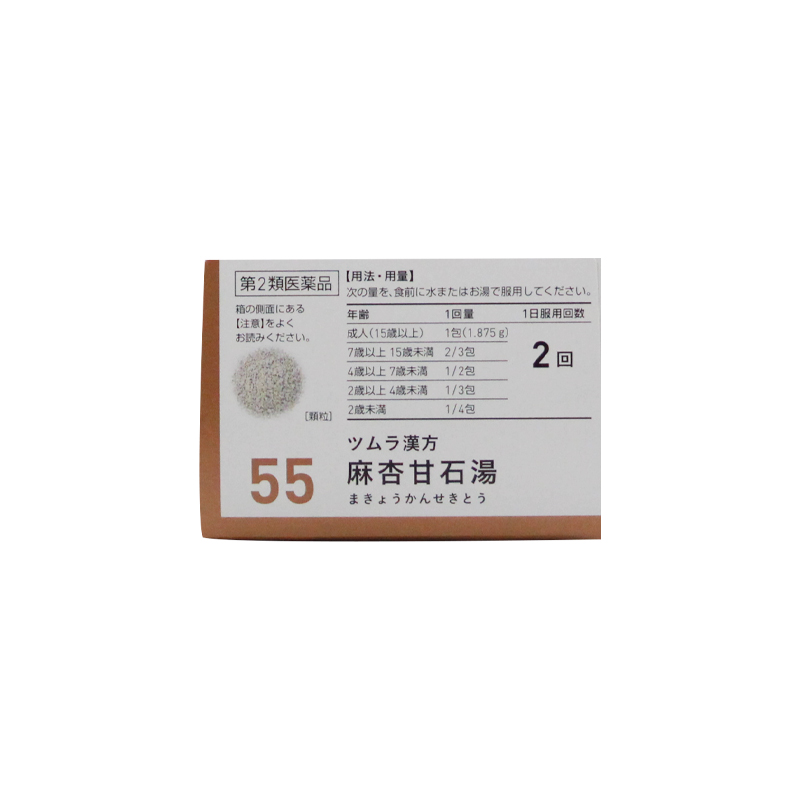 第2類医薬品
箱の側面にある
【注意】をよく
お読みください。
[顆粒]
【用法・用量】
次の量を、食前に水またはお湯で服用してください。
年齢 1回量 1日服用回数
成人(15歳以上) 1包(1.875g) 2回
7歳以上 15歳未満 2/3包
4歳以上 7歳未満 1/2包
2歳以上 4歳未満 1/3包
2歳未満 1/4包
55
ツムラ漢方
麻杏甘石湯
まきょうかんせきとう